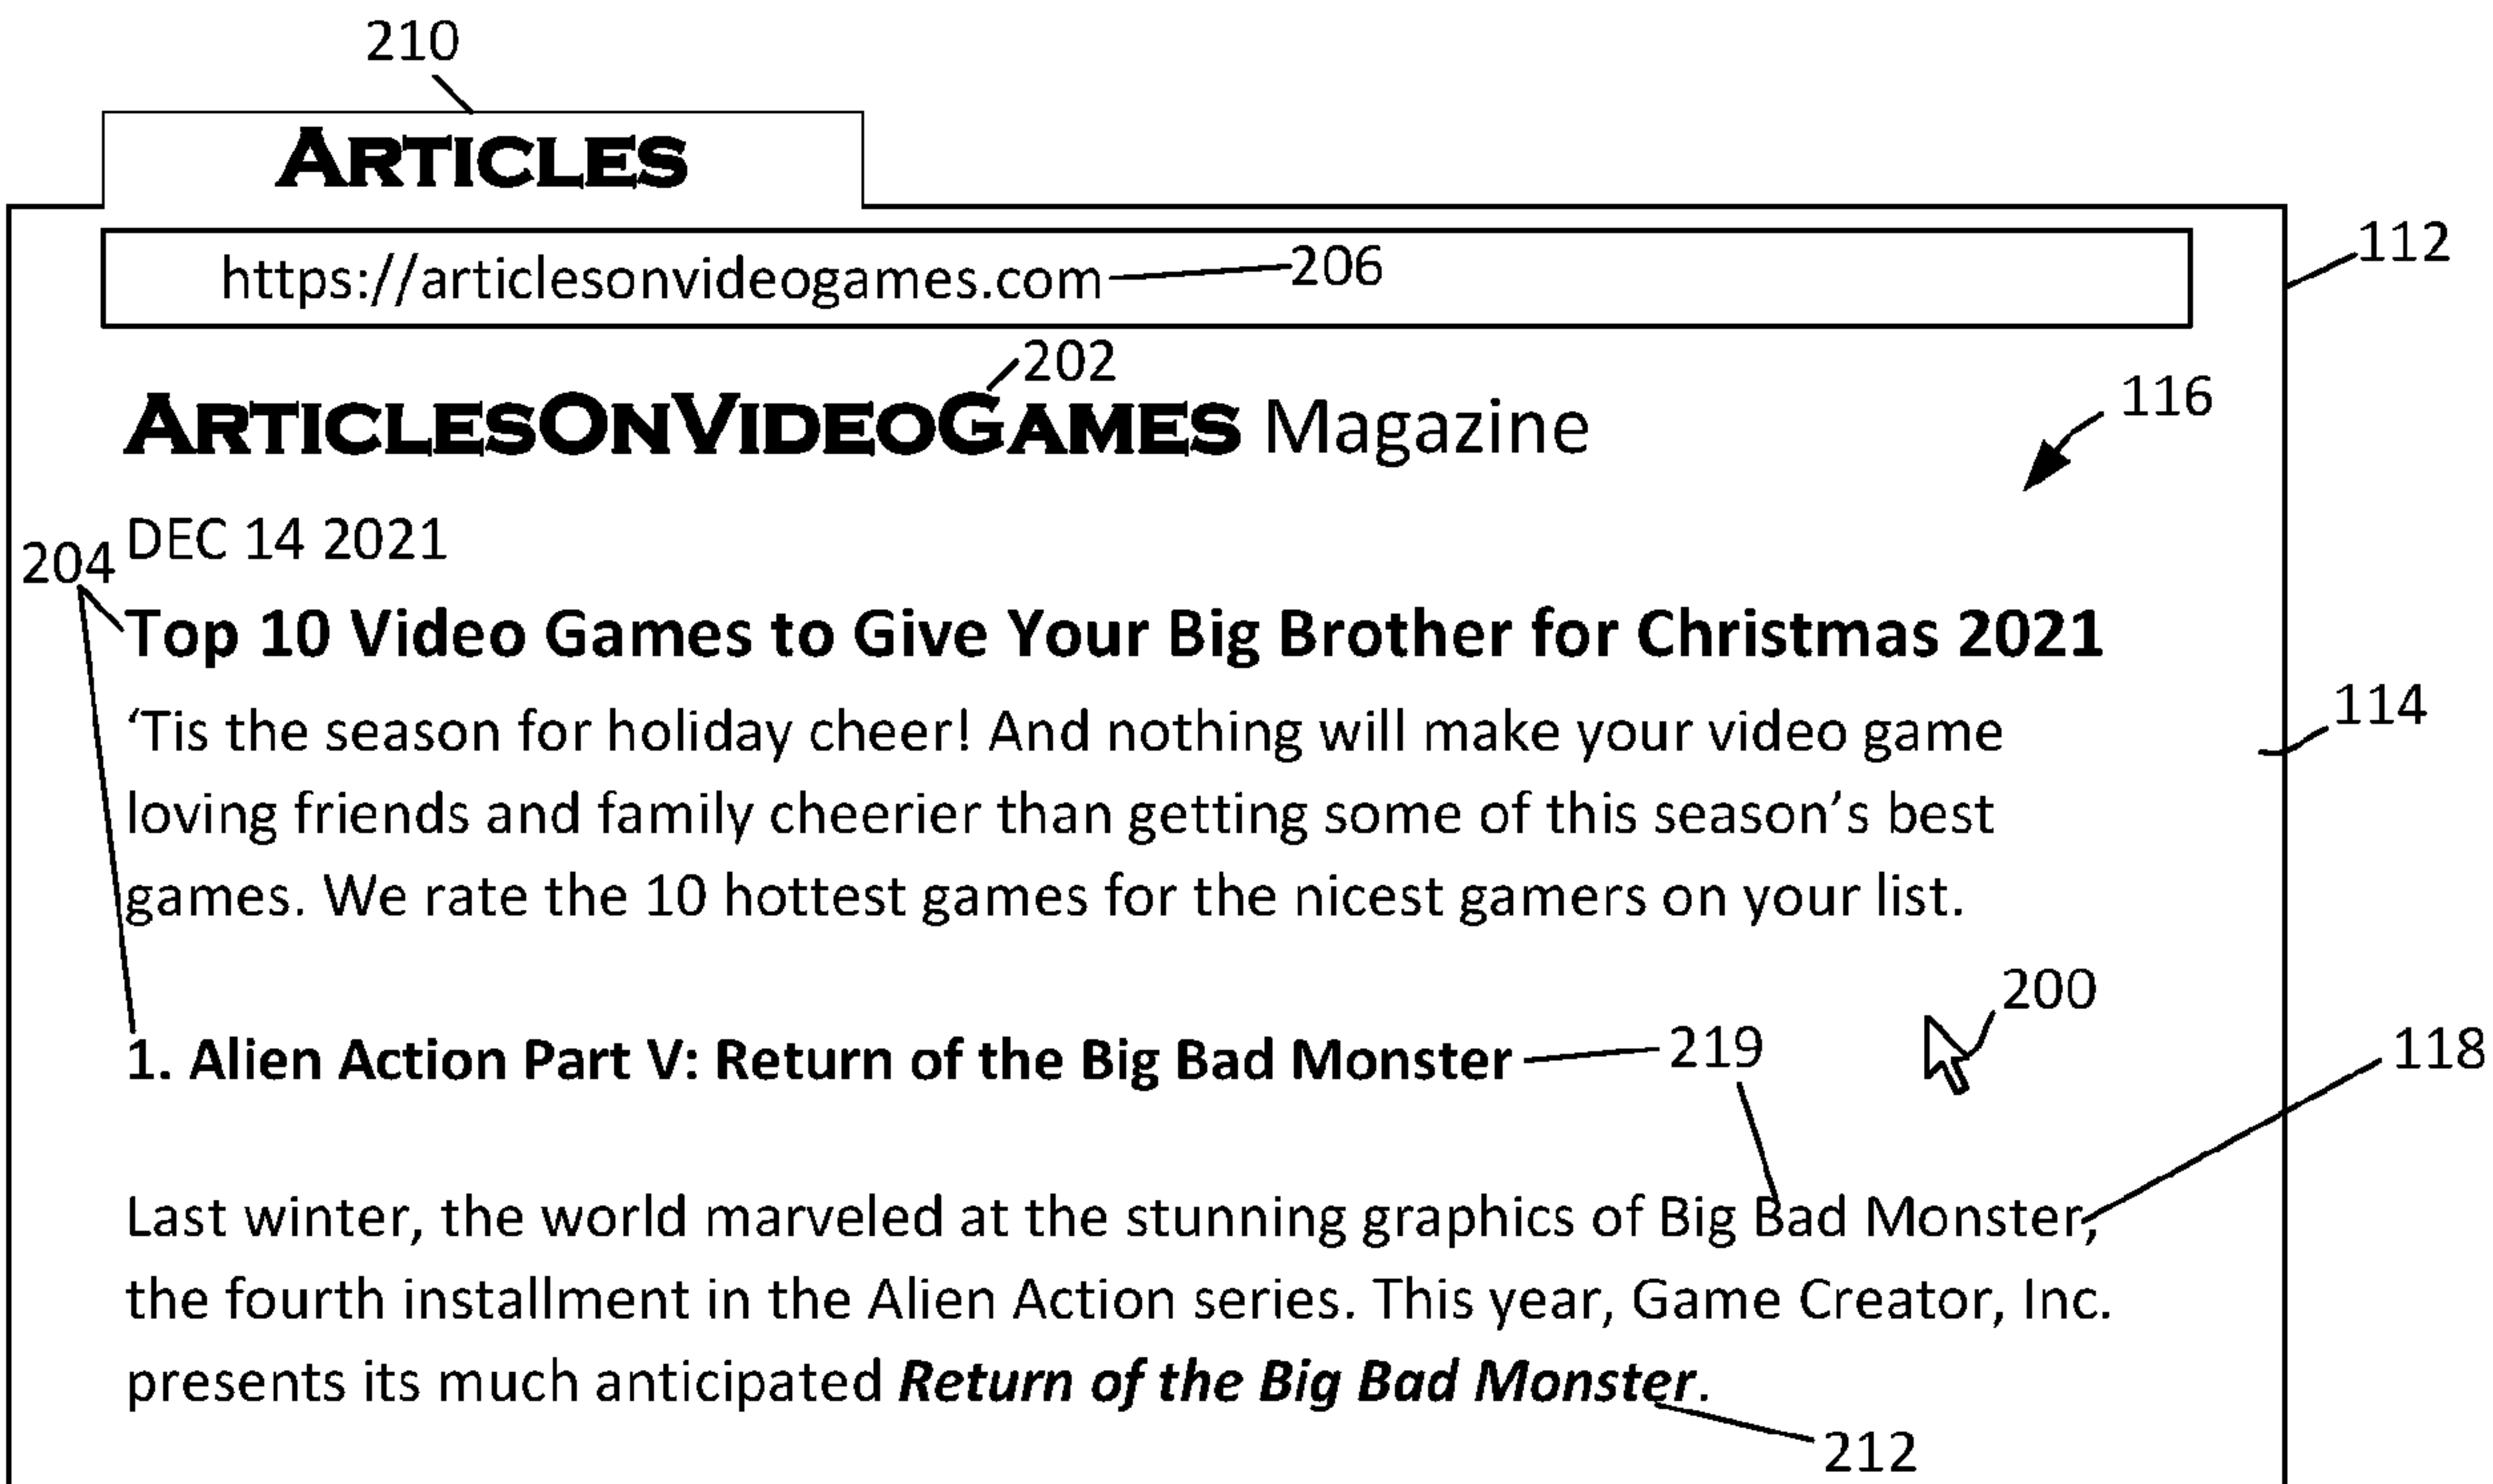 210
ARTICLES
https://articlesonvideogames.com 206
112
202
ARTICLESONVIDEOGAMES Magazine
116
DEC 14 2021
204
Top 10 Video Games to Give Your Big Brother for Christmas 2021
‘Tis the season for holiday cheer! And nothing will make your video game
114
loving friends and family cheerier than getting some of this season’s best
games. We rate the 10 hottest games for the nicest gamers on your list.
200
1. Alien Action Part V: Return of the Big Bad Monster 219
118
Last winter, the world marveled at the stunning graphics of Big Bad Monster,
the fourth installment in the Alien Action series. This year, Game Creator, Inc.
presents its much anticipated Return of the Big Bad Monster.
212